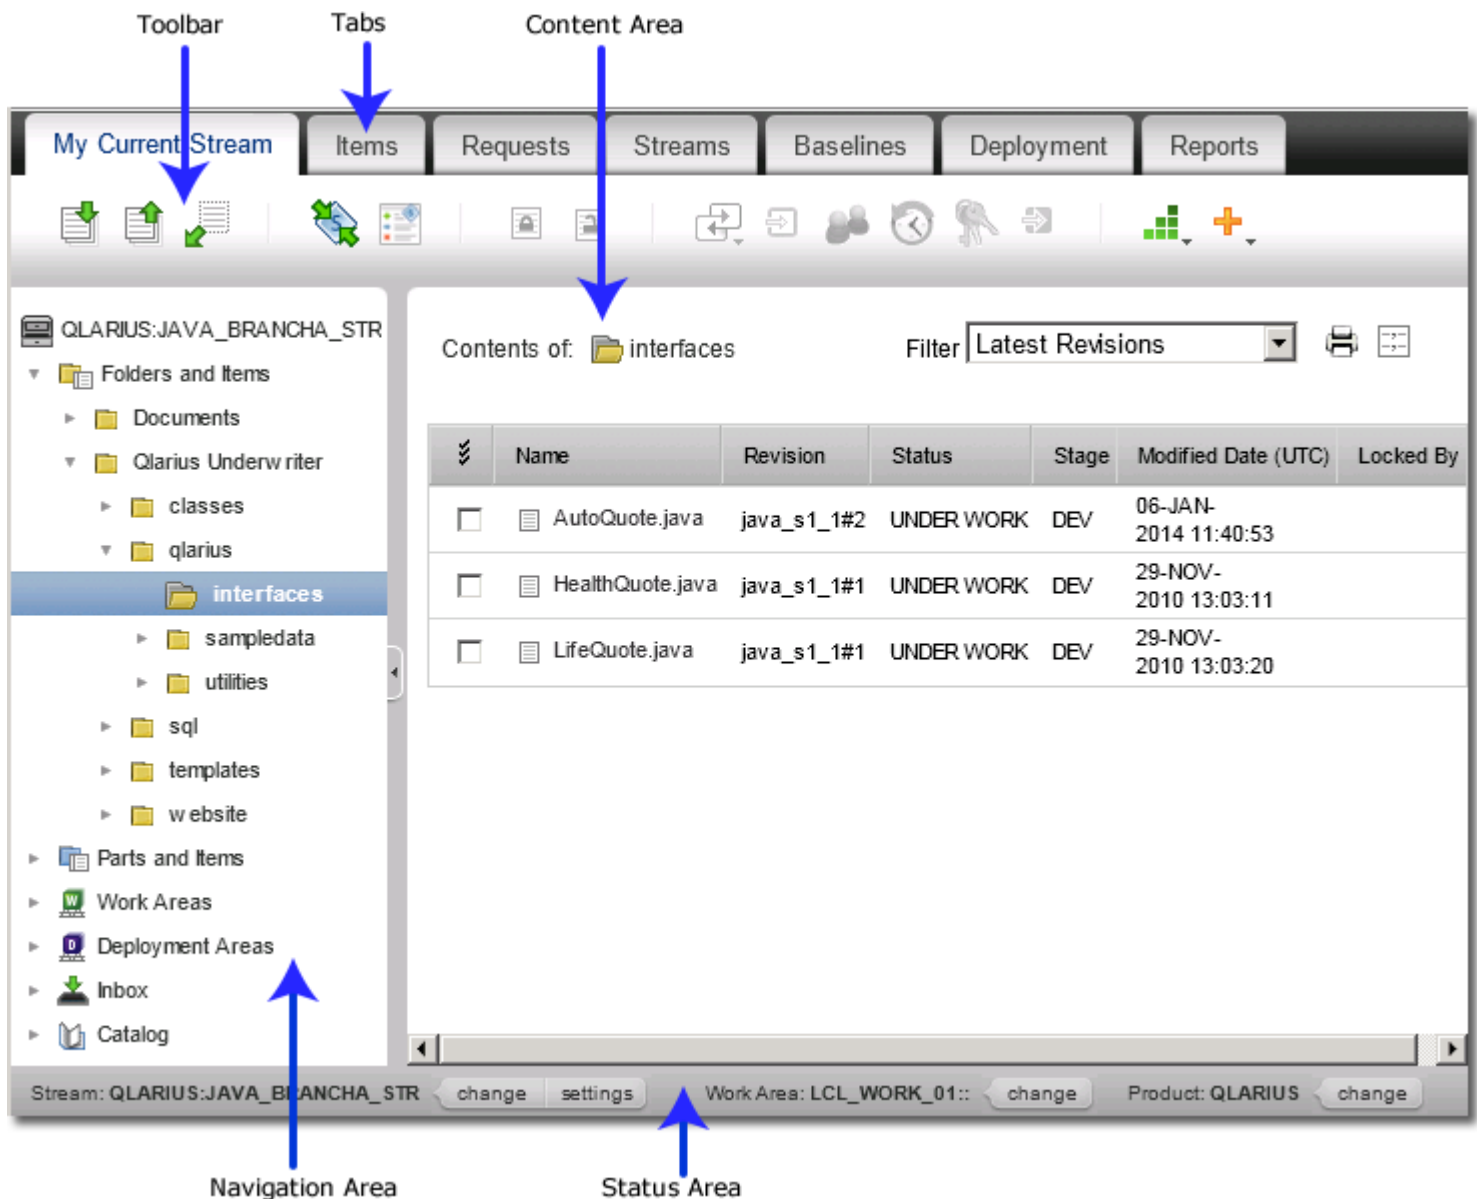 Toolbar
Tabs
Content Area
My Current Stream
Items
Requests
Streams
Baselines
Deployment
Reports
QLARIUS:JAVA_BRANCHA_STR
Folders and Items
Documents
Qlarius Underwriter
classes
qlarius
interfaces
sampledata
utilities
sql
templates
website
Parts and Items
W Work Areas
D Deployment Areas
Inbox
Catalog
Contents of: interfaces
Filter Latest Revisions
Name Revision Status Stage Modified Date (UTC) Locked By
AutoQuote.java java_s1_1#2 UNDER WORK DEV 06-JAN-
2014 11:40:53
HealthQuote.java java_s1_1#1 UNDER WORK DEV 29-NOV-
2010 13:03:11
LifeQuote.java java_s1_1#1 UNDER WORK DEV 29-NOV-
2010 13:03:20
Stream: QLARIUS:JAVA_BRANCHA_STR change settings Work Area: LCL_WORK_01:: change Product: QLARIUS change
Navigation Area
Status Area